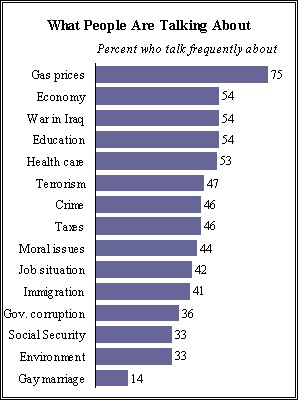 What People Are Talking About
Percent who talk frequently about
Gas prices 75
Economy 54
War in Iraq 54
Education 54
Health care 53
Terrorism 47
Crime 46
Taxes 46
Moral issues 44
Job situation 42
Immigration 41
Gov. corruption 36
Social Security 33
Environment 33
Gay marriage 14